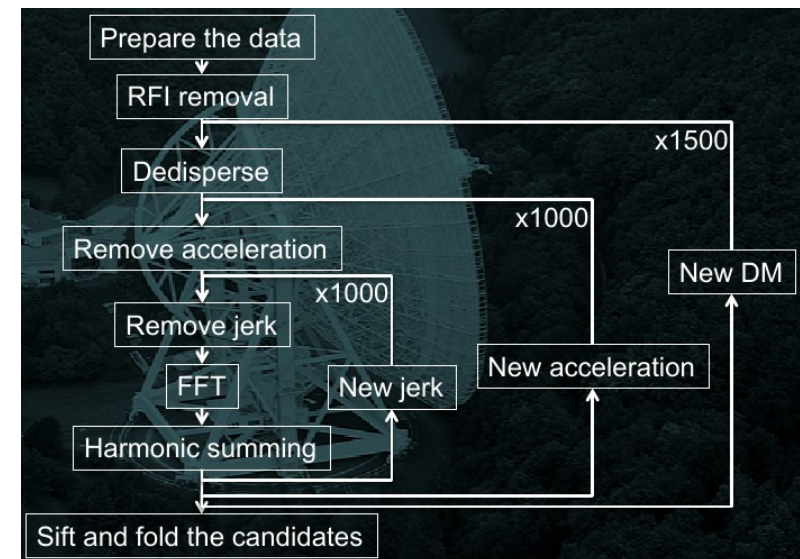 Prepare the data
RFI removal
x1500
Dedisperse
x1000
Remove acceleration
New DM
x1000
Remove jerk
New acceleration
FFT
New jerk
Harmonic summing
Sift and fold the candidates